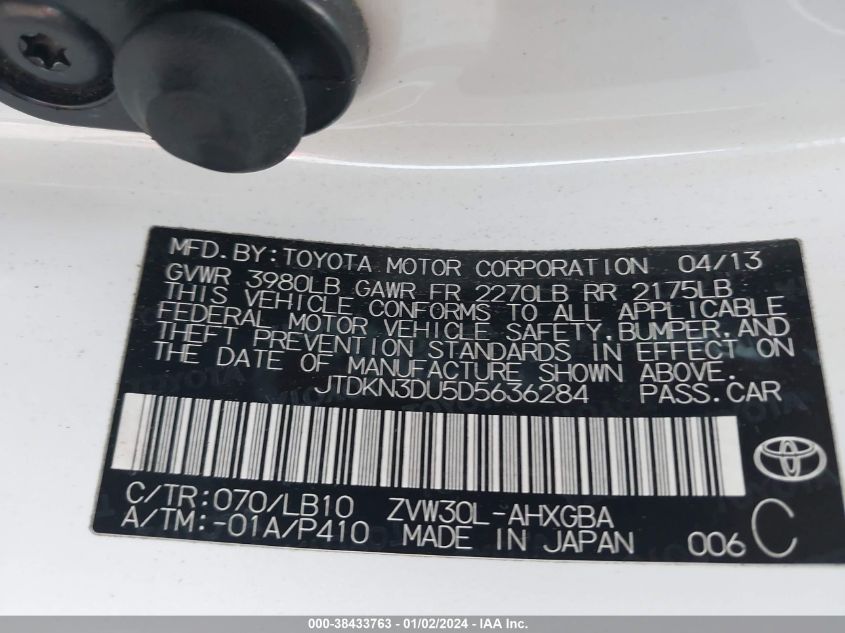 MFD.BY:TOYOTA MOTOR CORPORATION 04/13
GVWR 3980LB GAWR FR 2270LB RR 2175LB
THIS VEHICLE CONFORMS TO ALL APPLICABLE
FEDERAL MOTOR VEHICLE SAFETY.BUMPER.AND
THEFT PREVENTION STANDARDS IN EFFECT ON
THE DATE OF MANUFACTURE SHOWN ABOVE.
JTDKN3DU5D5636284 PASS.CAR
C/TR:070/LB10 ZVW30L-AHXGBA
A/TM:-01A/P410 MADE IN JAPAN 006 C
000-38433763 - 01/02/2024 - IAA Inc.